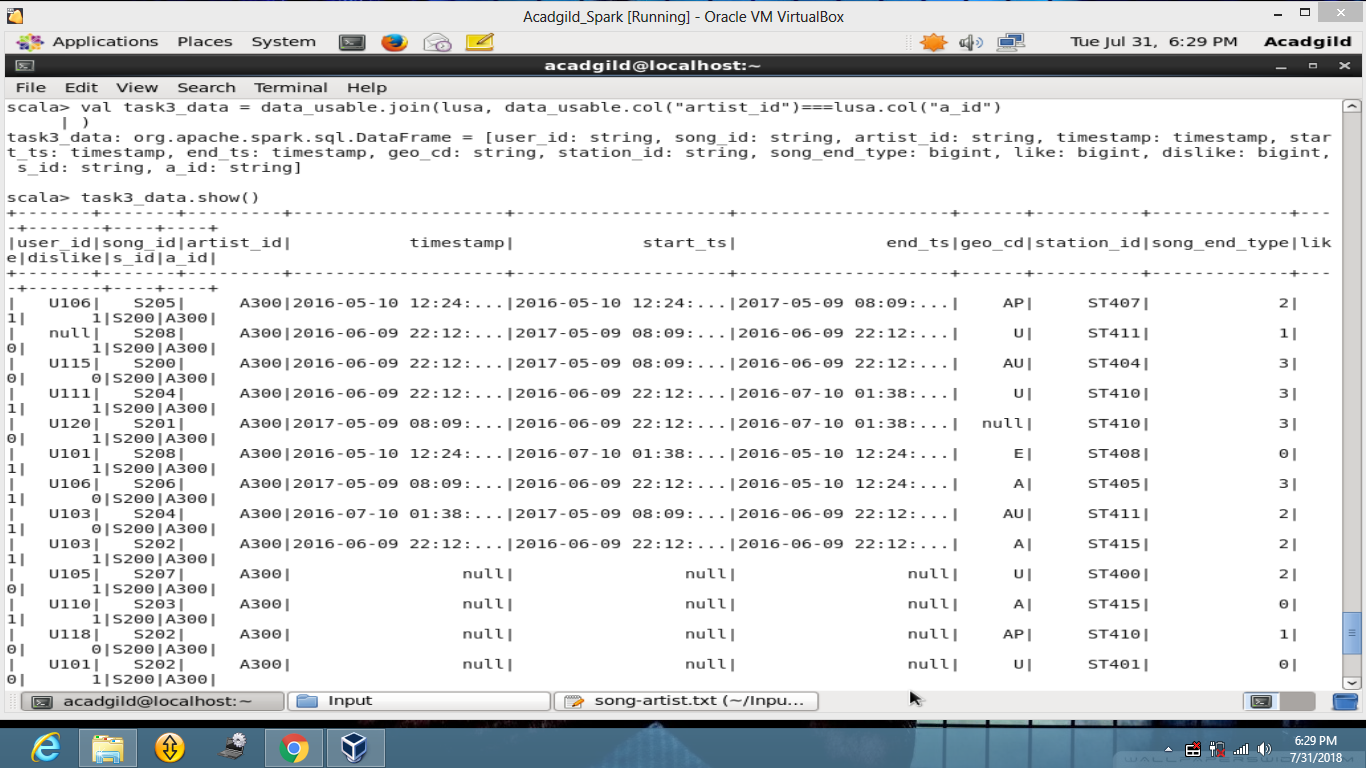 Acadgild_Spark [Running] - Oracle VM VirtualBox
Applications Places System Tue Jul 31, 6:29 PM Acadgild
acadgild@localhost:~
File Edit View Search Terminal Help
scala> val task3_data = data_usable.join(lusa, data_usable.col("artist_id")===lusa.col("a_id")
     | )
task3_data: org.apache.spark.sql.DataFrame = [user_id: string, song_id: string, artist_id: string, timestamp: timestamp, star
t_ts: timestamp, end_ts: timestamp, geo_cd: string, station_id: string, song_end_type: bigint, like: bigint, dislike: bigint,
 s_id: string, a_id: string]
scala> task3_data.show()
+-------+-------+---------+--------------------+--------------------+--------------------+------+----------+-------------+---
-+-------+----+----+
|user_id|song_id|artist_id|           timestamp|            start_ts|              end_ts|geo_cd|station_id|song_end_type|lik
e|dislike|s_id|a_id|
+-------+-------+---------+--------------------+--------------------+--------------------+------+----------+-------------+---
-+-------+----+----+
|   U106|   S205|     A300|2016-05-10 12:24:...|2016-05-10 12:24:...|2017-05-09 08:09:...|    AP|     ST407|            2|
1|      1|S200|A300|
|   null|   S208|     A300|2016-06-09 22:12:...|2017-05-09 08:09:...|2016-06-09 22:12:...|     U|     ST411|            1|
0|      1|S200|A300|
|   U115|   S200|     A300|2016-06-09 22:12:...|2017-05-09 08:09:...|2016-06-09 22:12:...|    AU|     ST404|            3|
0|      0|S200|A300|
|   U111|   S204|     A300|2016-06-09 22:12:...|2016-06-09 22:12:...|2016-07-10 01:38:...|     U|     ST410|            3|
1|      1|S200|A300|
|   U120|   S201|     A300|2017-05-09 08:09:...|2016-06-09 22:12:...|2016-07-10 01:38:...|  null|     ST410|            3|
0|      1|S200|A300|
|   U101|   S208|     A300|2016-05-10 12:24:...|2016-07-10 01:38:...|2016-05-10 12:24:...|     E|     ST408|            0|
1|      1|S200|A300|
|   U106|   S206|     A300|2017-05-09 08:09:...|2016-06-09 22:12:...|2016-05-10 12:24:...|     A|     ST405|            3|
1|      0|S200|A300|
|   U103|   S204|     A300|2016-07-10 01:38:...|2017-05-09 08:09:...|2016-06-09 22:12:...|    AU|     ST411|            2|
1|      0|S200|A300|
|   U103|   S202|     A300|2016-06-09 22:12:...|2016-06-09 22:12:...|2016-06-09 22:12:...|     A|     ST415|            2|
1|      1|S200|A300|
|   U105|   S207|     A300|                null|                null|                null|     U|     ST400|            2|
0|      1|S200|A300|
|   U110|   S203|     A300|                null|                null|                null|     A|     ST415|            0|
1|      1|S200|A300|
|   U118|   S202|     A300|                null|                null|                null|    AP|     ST410|            1|
0|      0|S200|A300|
|   U101|   S202|     A300|                null|                null|                null|     U|     ST401|            0|
0|      1|S200|A300|
acadgild@localhost:~ Input song-artist.txt (~/Inpu...
6:29 PM
7/31/2018